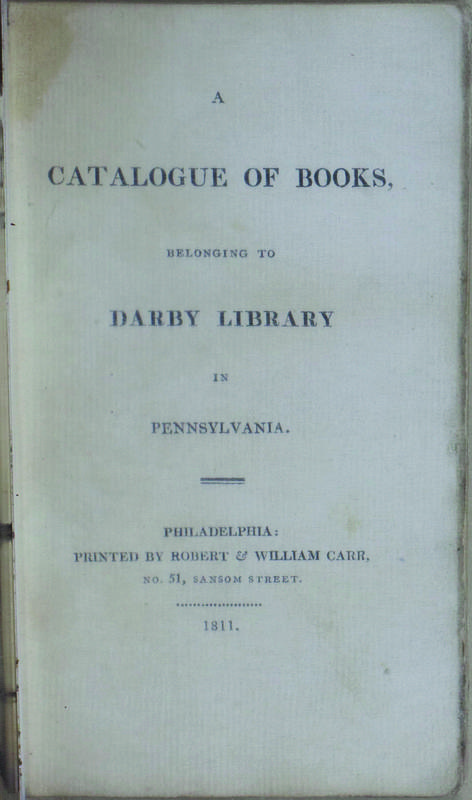 A
CATALOGUE OF BOOKS,
BELONGING TO
DARBY LIBRARY
IN
PENNSYLVANIA.
PHILADELPHIA:
PRINTED BY ROBERT & WILLIAM CARR,
NO. 51, SANSOM STREET.
1811.